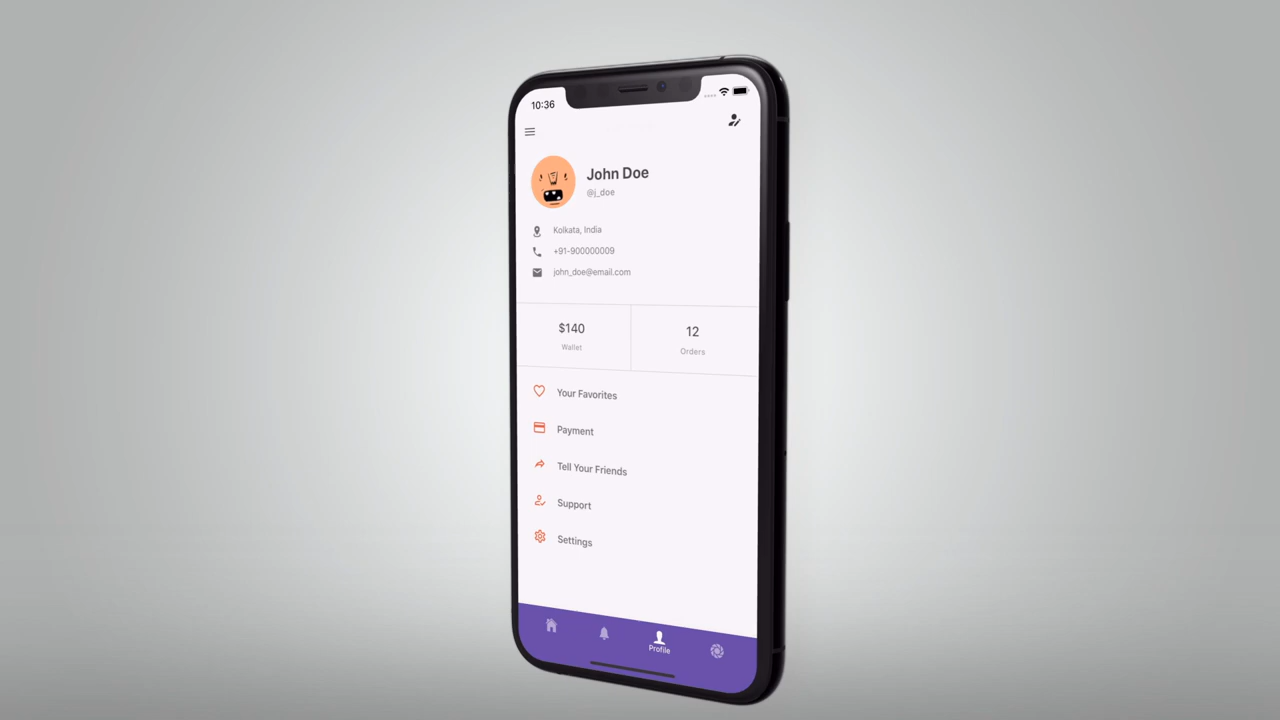 10:36
John Doe
@j_doe
Kolkata, India
+91-900000009
john_doe@email.com
$140
Wallet
12
Orders
Your Favorites
Payment
Tell Your Friends
Support
Settings
Profile